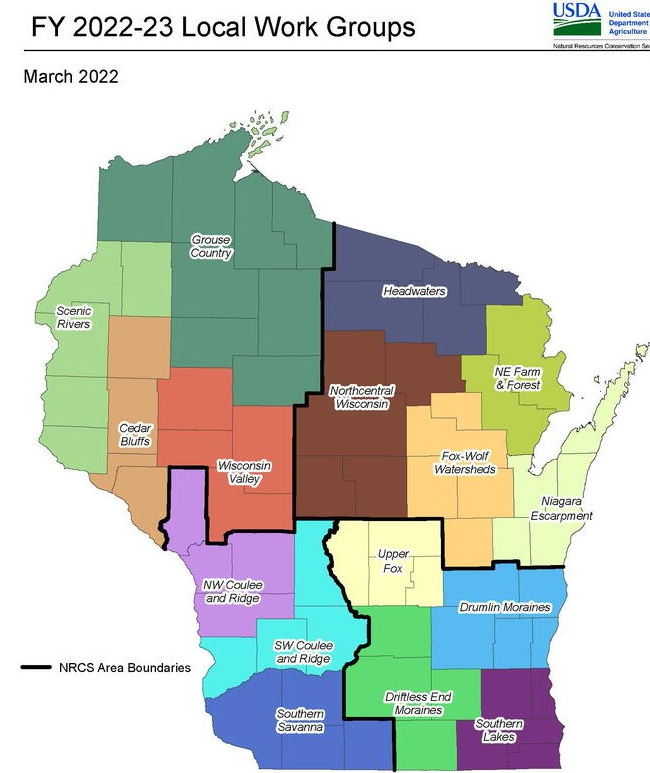 FY 2022-23 Local Work Groups
USDA
United States
Department
Agriculture
Natural Resources Conservation Se
March 2022
Grouse
Country
Headwaters
Scenic
Rivers
NE Farm
& Forest
Northcentral
Wisconsin
Cedar
Bluffs
Fox-Wolf
Watersheds
Wisconsin
Valley
Niagara
Escarpment
Upper
Fox
NW Coulee
and Ridge
Drumlin Moraines
SW Coulee
and Ridge
NRCS Area Boundaries
Driftless End
Moraines
Southern
Savanna
Southern
Lakes